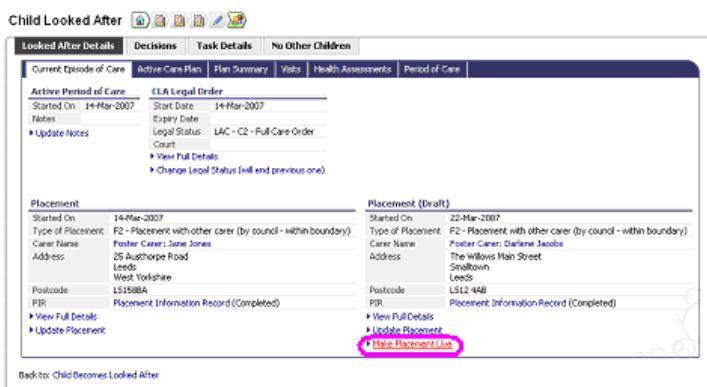 Child Looked After
Looked After Details Decisions Task Details No Other Children
Current Episode of Care Active Care Plan Plan Summary Visits Health Assessments Period of Care
Active Period of Care
Started On 14-Mar-2007
Notes
Update Notes
CLA Legal Order
Start Date 14-Mar-2007
Expiry Date
Legal Status LAC - C2 - Full Care-Order
Court
View Full Details
Change Legal Status (will end previous one)
Placement
Started On 14-Mar-2007
Type of Placement F2 - Placement with other carer (by council - within boundary)
Carer Name Foster Carer: Jane Jones
Address 25 Austhorpe Road
Leeds
West Yorkshire
Postcode LS158BA
PIR Placement Information Record (Completed)
View Full Details
Update Placement
Placement (Draft)
Started On 22-Mar-2007
Type of Placement F2 - Placement with other carer (by council - within boundary)
Carer Name Foster Carer: Darlene Jacobs
Address The Willows Main Street
Smalltown
Leeds
Postcode LS12 4AB
PIR Placement Information Record (Completed)
View Full Details
Update Placement
Make Placement Live
Back to: Child Becomes Looked After